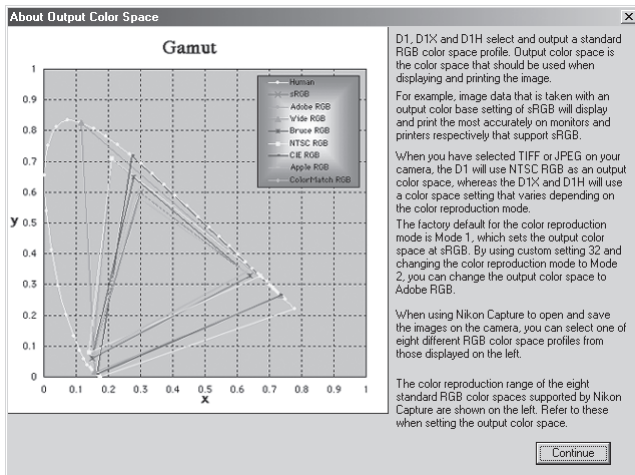 About Output Color Space
Gamut
Human
sRGB
Adobe RGB
Wide RGB
Bruce RGB
NTSC RGB
CIE RGB
Apple RGB
ColorMatch RGB
1
0.9
0.8
0.7
0.6
y 0.5
0.4
0.3
0.2
0.1
0
0 0.1 0.2 0.3 0.4 0.5 0.6 0.7 0.8 0.9 1
x
D1, D1X and D1H select and output a standard
RGB color space profile. Output color space is
the color space that should be used when
displaying and printing the image.
For example, image data that is taken with an
output color base setting of sRGB will display
and print the most accurately on monitors and
printers respectively that support sRGB.
When you have selected TIFF or JPEG on your
camera, the D1 will use NTSC RGB as an output
color space, whereas the D1X and D1H will use
a color space setting that varies depending on
the color reproduction mode.
The factory default for the color reproduction
mode is Mode 1, which sets the output color
space at sRGB. By using custom setting 32 and
changing the color reproduction mode to Mode
2, you can change the output color space to
Adobe RGB.
When using Nikon Capture to open and save
the images on the camera, you can select one of
eight different RGB color space profiles from
those displayed on the left.
The color reproduction range of the eight
standard RGB color spaces supported by Nikon
Capture are shown on the left. Refer to these
when setting the output color space.
Continue